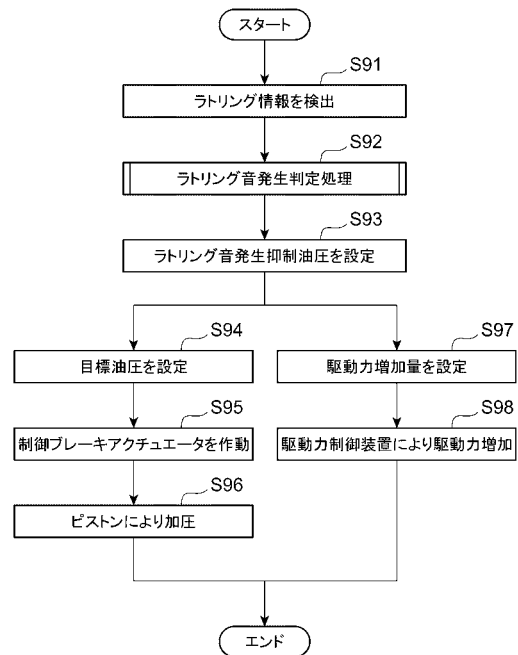 スタート
S91
ラトリング情報を検出
S92
ラトリング音発生判定処理
S93
ラトリング音発生抑制油圧を設定
S94
目標油圧を設定
S95
制御ブレーキアクチュエータを作動
S96
ピストンにより加圧
S97
駆動力増加量を設定
S98
駆動力制御装置により駆動力増加
エンド